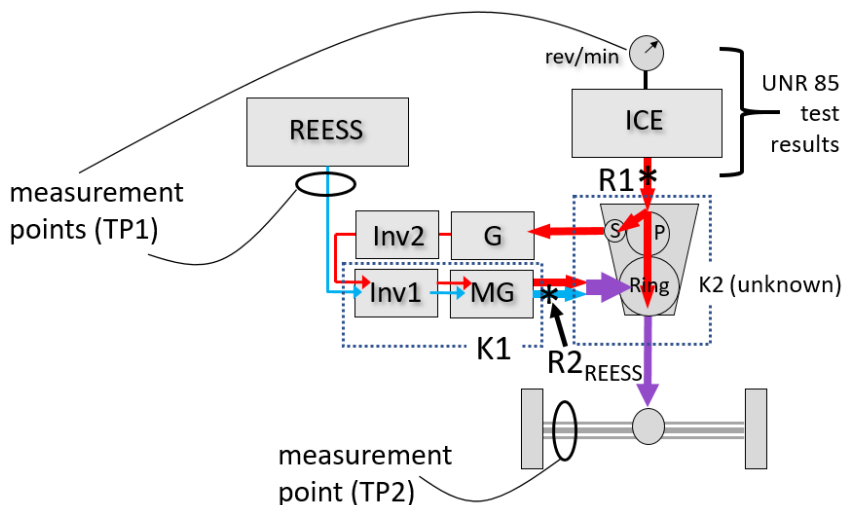 rev/min
UNR 85
test
results
REESS
ICE
R1*
measurement
points (TP1)
Inv2
G
S
P
Inv1
MG
Ring
K2 (unknown)
*
K1
R2REESS
measurement
point (TP2)